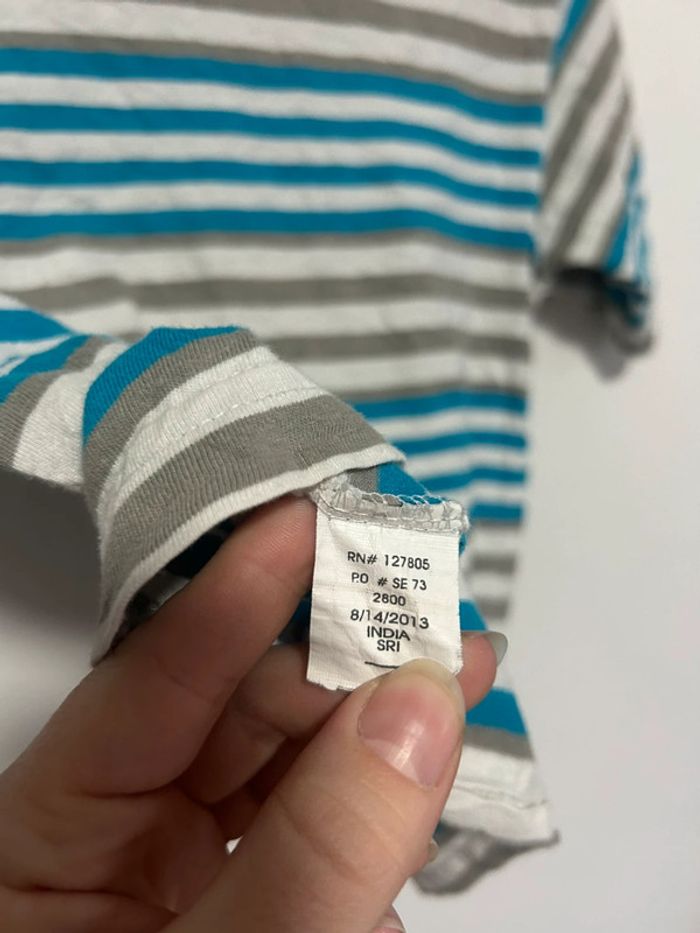 RN# 127805
P.O # SE 73
2800
8/14/2013
INDIA
SRI